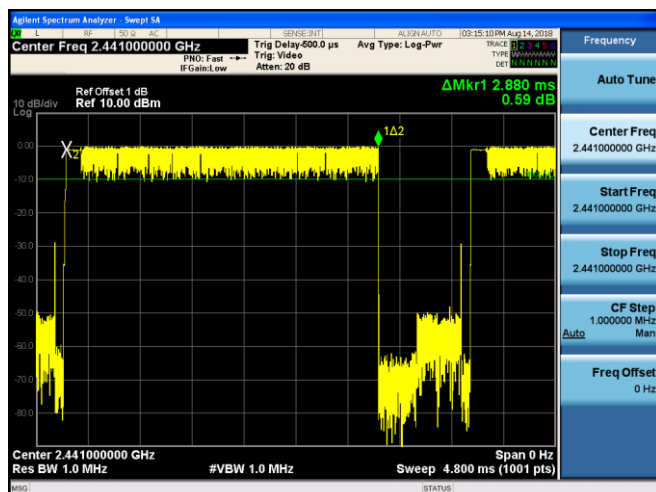 Agilent Spectrum Analyzer - Swept SA
L RF 50 Ω AC SENSE:INT ALIGN AUTO 03:15:10 PM Aug 14, 2018
Center Freq 2.441000000 GHz
PNO: Fast
IFGain:Low
Trig Delay-500.0 µs
Trig: Video
Atten: 20 dB
Avg Type: Log-Pwr
TRACE 1 2 3 4 5 6
TYPE W
DET N N N N N N
Frequency
Ref Offset 1 dB
Ref 10.00 dBm
ΔMkr1 2.880 ms
0.59 dB
10 dB/div
Log
0.00
-10.0
-20.0
-30.0
-40.0
-50.0
-60.0
-70.0
-80.0
X2
1Δ2
Center 2.441000000 GHz
Res BW 1.0 MHz
#VBW 1.0 MHz
Span 0 Hz
Sweep 4.800 ms (1001 pts)
Auto Tune
Center Freq
2.441000000 GHz
Start Freq
2.441000000 GHz
Stop Freq
2.441000000 GHz
CF Step
1.000000 MHz
Auto Man
Freq Offset
0 Hz
MSG STATUS